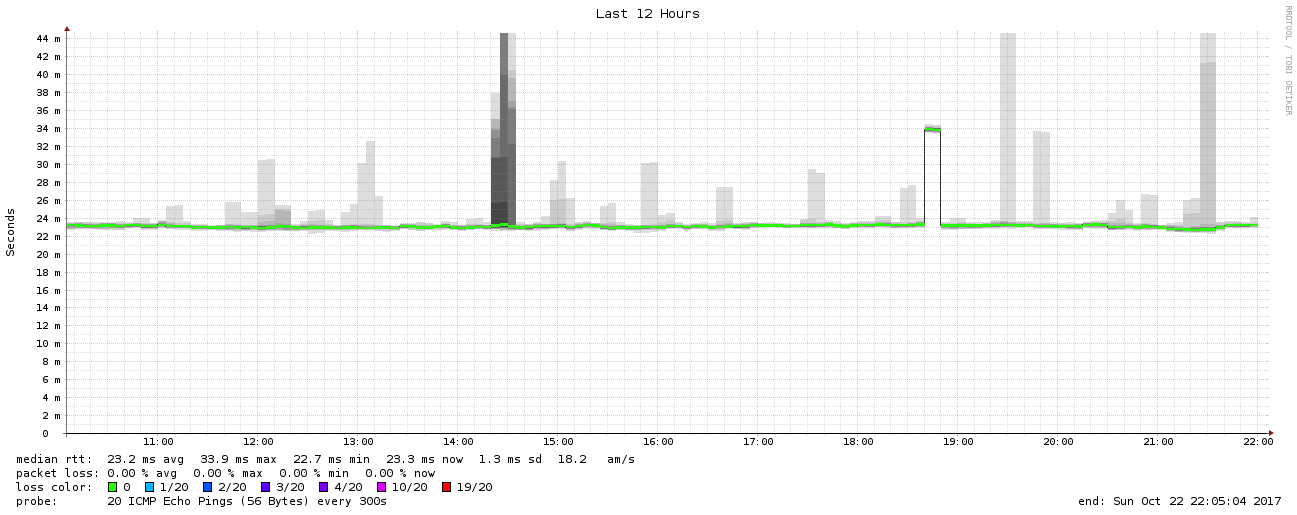 Last 12 Hours
RRDTOOL / TOBI OETIKER
Seconds
44 m
42 m
40 m
38 m
36 m
34 m
32 m
30 m
28 m
26 m
24 m
22 m
20 m
18 m
16 m
14 m
12 m
10 m
8 m
6 m
4 m
2 m
0
11:00 12:00 13:00 14:00 15:00 16:00 17:00 18:00 19:00 20:00 21:00 22:00
median rtt: 23.2 ms avg 33.9 ms max 22.7 ms min 23.3 ms now 1.3 ms sd 18.2 am/s
packet loss: 0.00 % avg 0.00 % max 0.00 % min 0.00 % now
loss color: 0 1/20 2/20 3/20 4/20 10/20 19/20
probe: 20 ICMP Echo Pings (56 Bytes) every 300s end: Sun Oct 22 22:05:04 2017